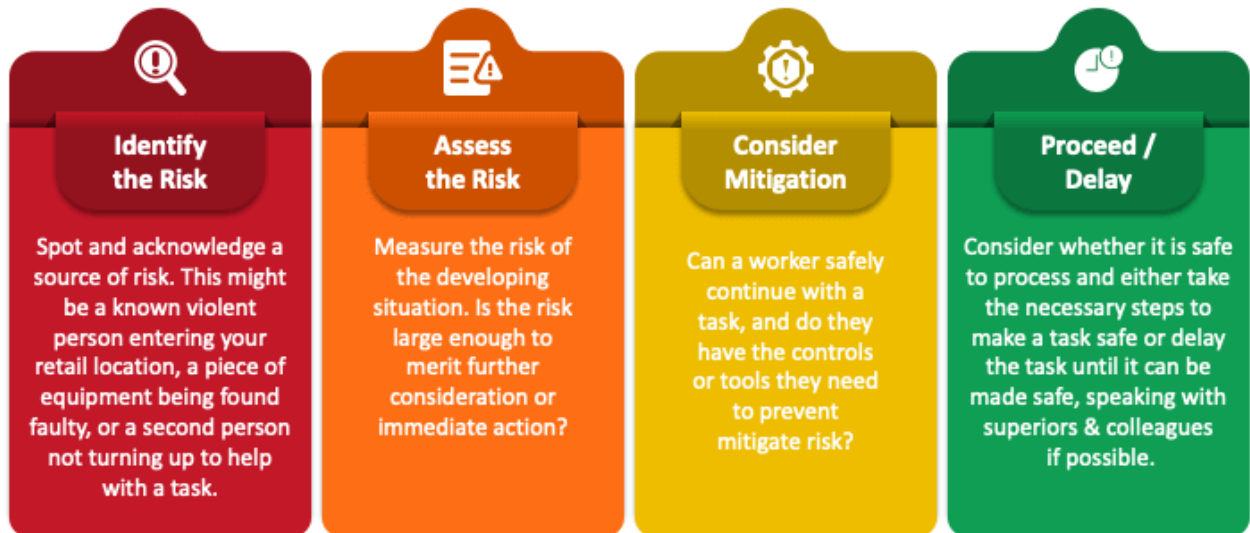 Identify
the Risk
Spot and acknowledge a
source of risk. This might
be a known violent
person entering your
retail location, a piece of
equipment being found
faulty, or a second person
not turning up to help
with a task.
Assess
the Risk
Measure the risk of
the developing
situation. Is the risk
large enough to
merit further
consideration or
immediate action?
Consider
Mitigation
Can a worker safely
continue with a
task, and do they
have the controls
or tools they need
to prevent
mitigate risk?
Proceed /
Delay
Consider whether it is safe
to process and either take
the necessary steps to
make a task safe or delay
the task until it can be
made safe, speaking with
superiors & colleagues
if possible.